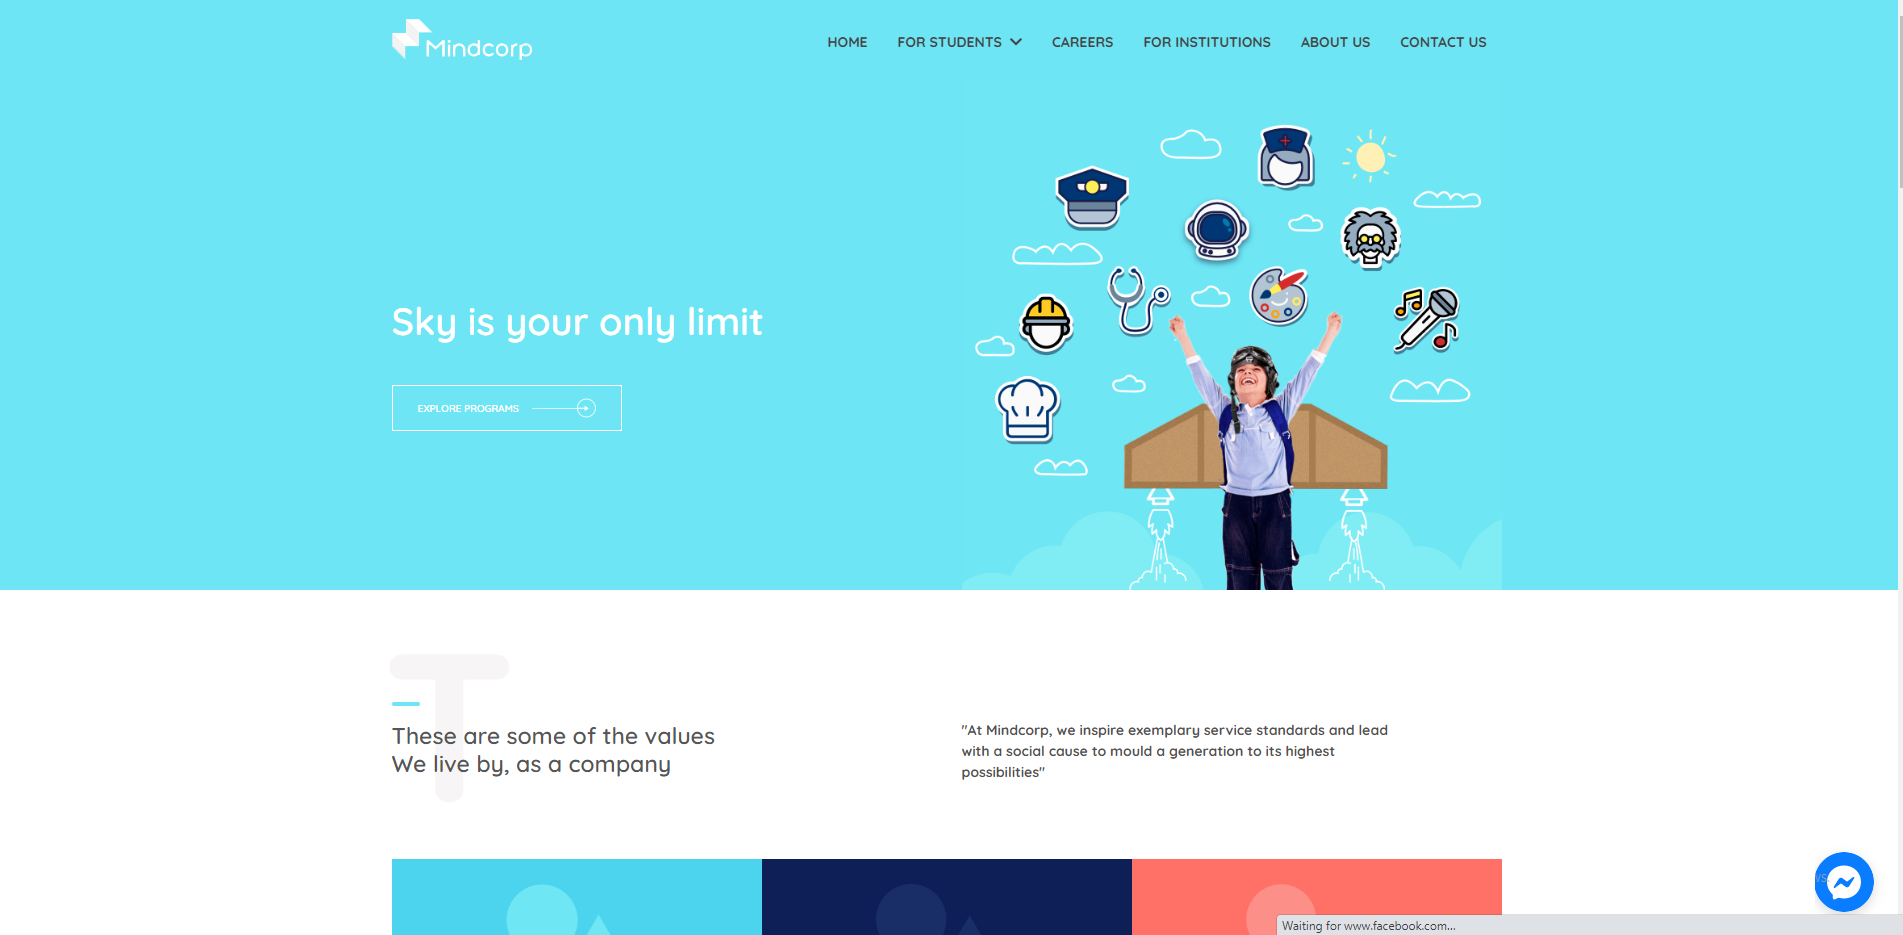 Mindcorp
HOME
FOR STUDENTS
CAREERS
FOR INSTITUTIONS
ABOUT US
CONTACT US
Sky is your only limit
EXPLORE PROGRAMS
T
These are some of the values
We live by, as a company
"At Mindcorp, we inspire exemplary service standards and lead
with a social cause to mould a generation to its highest
possibilities"
Waiting for www.facebook.com...